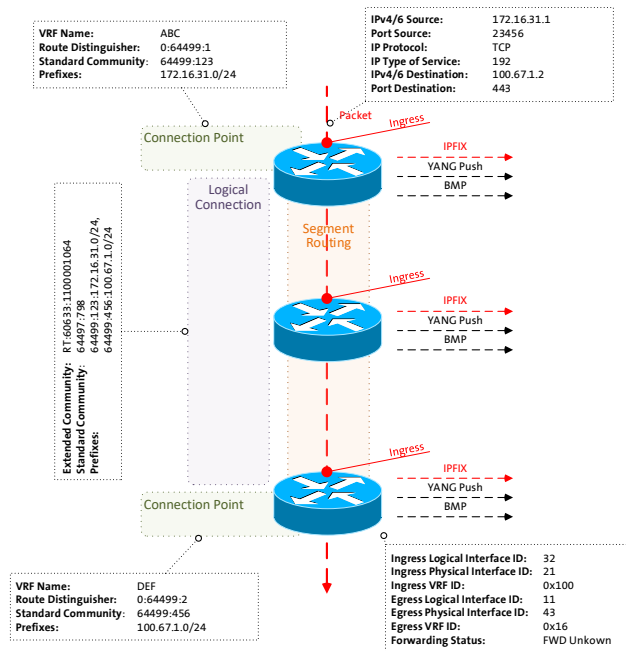 VRF Name: ABC
Route Distinguisher: 0:64499:1
Standard Community: 64499:123
Prefixes: 172.16.31.0/24
IPv4/6 Source: 172.16.31.1
Port Source: 23456
IP Protocol: TCP
IP Type of Service: 192
IPv4/6 Destination: 100.67.1.2
Port Destination: 443
Packet
Ingress
Connection Point
IPFIX
YANG Push
BMP
Logical
Connection
Segment
Routing
Extended Community: RT:60633:1100001064
Standard Community: 64497:798
Prefixes: 64499:123:172.16.31.0/24,
64499:456:100.67.1.0/24
Ingress
IPFIX
YANG Push
BMP
Ingress
IPFIX
YANG Push
BMP
Connection Point
VRF Name: DEF
Route Distinguisher: 0:64499:2
Standard Community: 64499:456
Prefixes: 100.67.1.0/24
Ingress Logical Interface ID: 32
Ingress Physical Interface ID: 21
Ingress VRF ID: 0x100
Egress Logical Interface ID: 11
Egress Physical Interface ID: 43
Egress VRF ID: 0x16
Forwarding Status: FWD Unkown